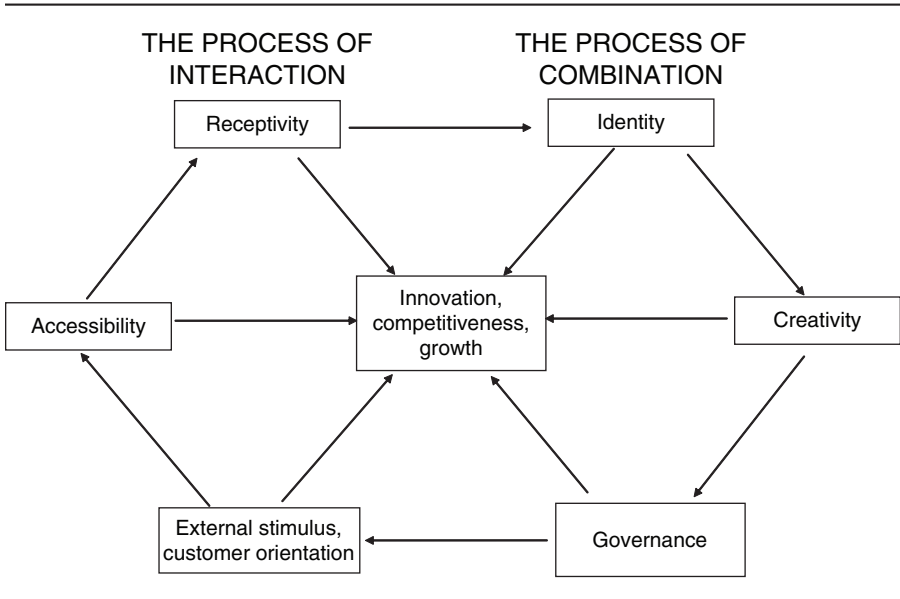 THE PROCESS OF
INTERACTION
THE PROCESS OF
COMBINATION
Receptivity
Identity
Innovation,
competitiveness,
growth
Accessibility
Creativity
External stimulus,
customer orientation
Governance